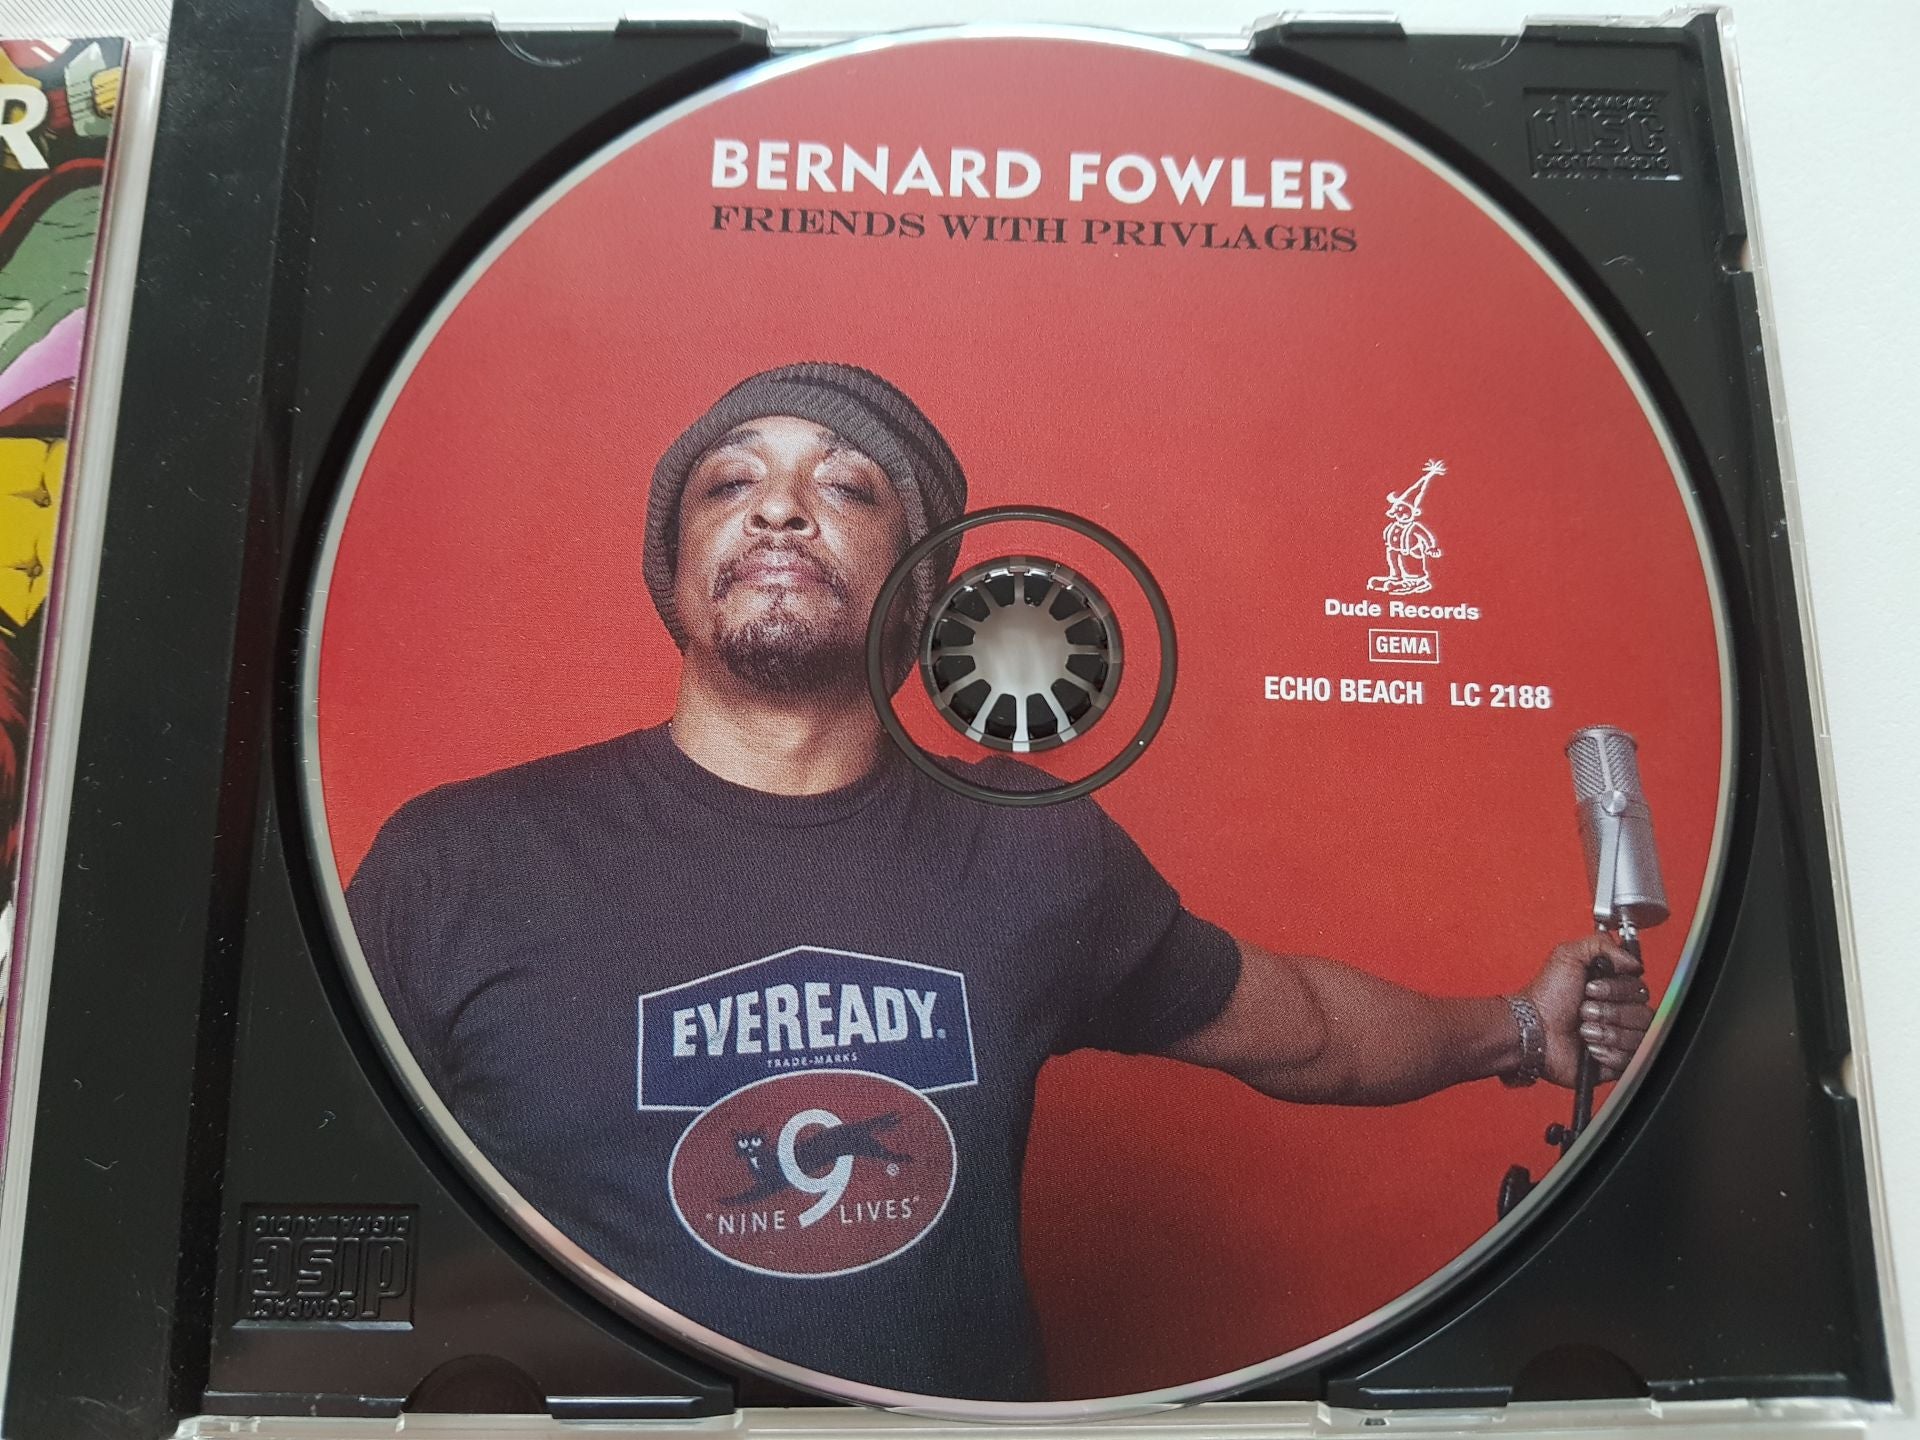 R
COMPACT
disc
DIGITAL AUDIO
BERNARD FOWLER
FRIENDS WITH PRIVLAGES
Dude Records
GEMA
ECHO BEACH LC 2188
EVEREADY.
TRADE-MARKS
9
®
"NINE LIVES"
COMPACT
disc
DIGITAL AUDIO